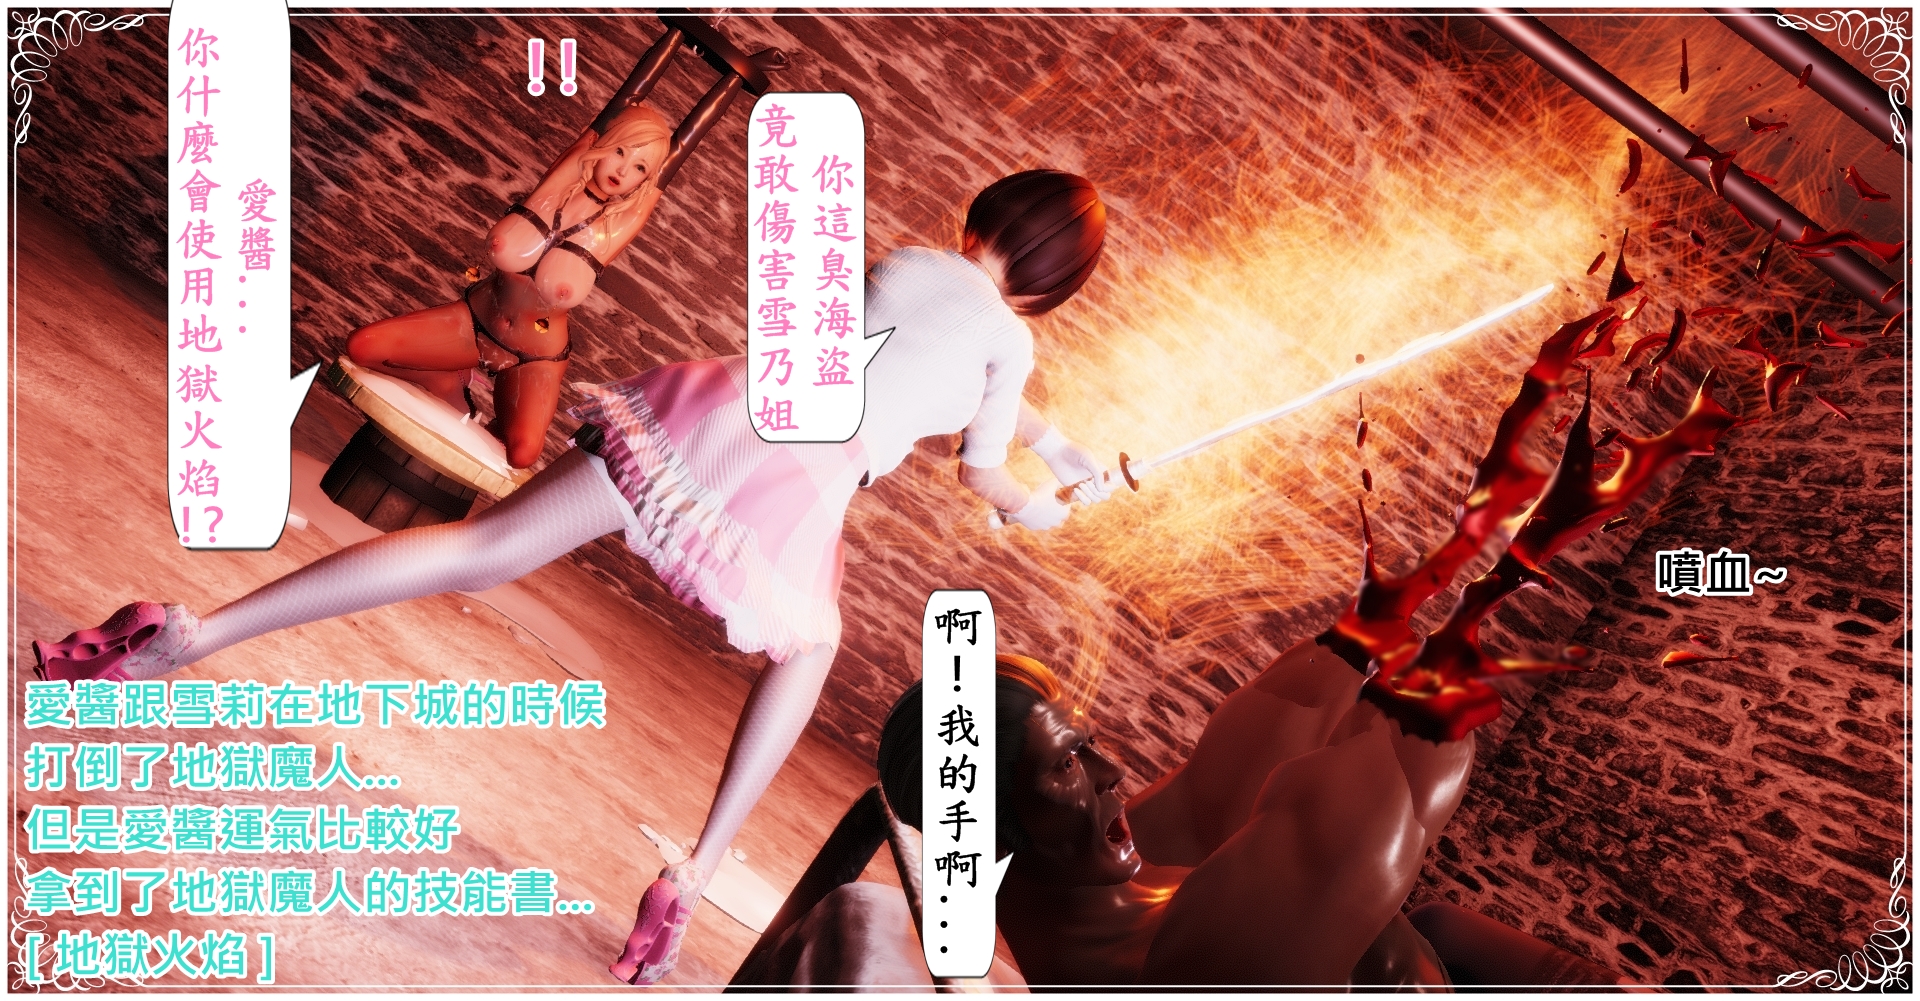 愛醬...
你什麼會使用地獄火焰!?
!!
你這臭海盜
竟敢傷害雪乃姐
啊!我的手啊...
噴血~
愛醬跟雪莉在地下城的時候
打倒了地獄魔人...
但是愛醬運氣比較好
拿到了地獄魔人的技能書...
[ 地獄火焰 ]